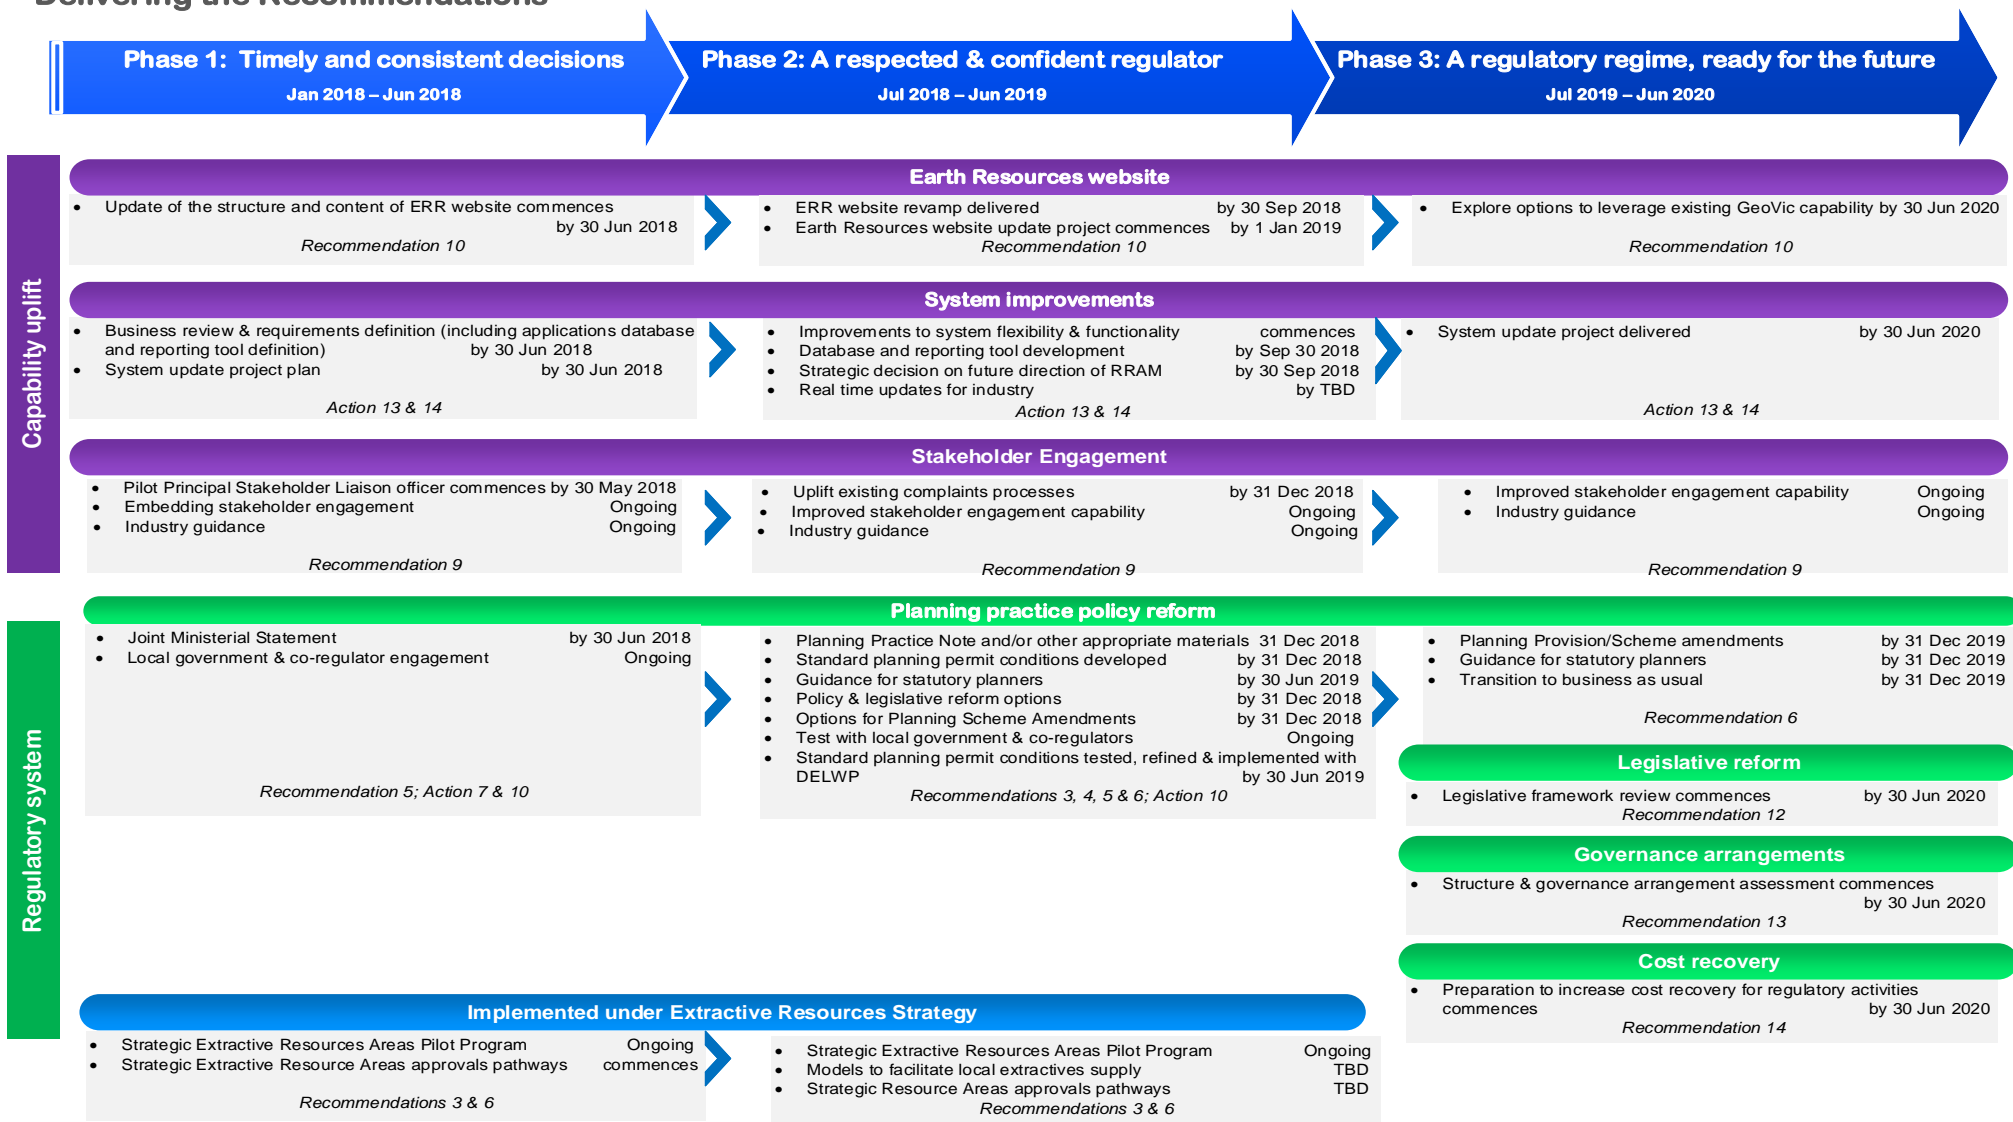 Delivering the Recommendations
Phase 1: Timely and consistent decisions
Jan 2018 – Jun 2018
Phase 2: A respected & confident regulator
Jul 2018 – Jun 2019
Phase 3: A regulatory regime, ready for the future
Jul 2019 – Jun 2020
Capability uplift
Earth Resources website
• Update of the structure and content of ERR website commences
by 30 Jun 2018
Recommendation 10
• ERR website revamp delivered by 30 Sep 2018
• Earth Resources website update project commences by 1 Jan 2019
Recommendation 10
• Explore options to leverage existing GeoVic capability by 30 Jun 2020
Recommendation 10
System improvements
• Business review & requirements definition (including applications database
and reporting tool definition) by 30 Jun 2018
• System update project plan by 30 Jun 2018
Action 13 & 14
• Improvements to system flexibility & functionality commences
• Database and reporting tool development by Sep 30 2018
• Strategic decision on future direction of RRAM by 30 Sep 2018
• Real time updates for industry by TBD
Action 13 & 14
• System update project delivered by 30 Jun 2020
Action 13 & 14
Stakeholder Engagement
• Pilot Principal Stakeholder Liaison officer commences by 30 May 2018
• Embedding stakeholder engagement Ongoing
• Industry guidance Ongoing
Recommendation 9
• Uplift existing complaints processes by 31 Dec 2018
• Improved stakeholder engagement capability Ongoing
• Industry guidance Ongoing
Recommendation 9
• Improved stakeholder engagement capability Ongoing
• Industry guidance Ongoing
Recommendation 9
Regulatory system
Planning practice policy reform
• Joint Ministerial Statement by 30 Jun 2018
• Local government & co-regulator engagement Ongoing
Recommendation 5; Action 7 & 10
• Planning Practice Note and/or other appropriate materials 31 Dec 2018
• Standard planning permit conditions developed by 31 Dec 2018
• Guidance for statutory planners by 30 Jun 2019
• Policy & legislative reform options by 31 Dec 2018
• Options for Planning Scheme Amendments by 31 Dec 2018
• Test with local government & co-regulators Ongoing
• Standard planning permit conditions tested, refined & implemented with
DELWP by 30 Jun 2019
Recommendations 3, 4, 5 & 6; Action 10
• Planning Provision/Scheme amendments by 31 Dec 2019
• Guidance for statutory planners by 31 Dec 2019
• Transition to business as usual by 31 Dec 2019
Recommendation 6
Legislative reform
• Legislative framework review commences by 30 Jun 2020
Recommendation 12
Governance arrangements
• Structure & governance arrangement assessment commences
by 30 Jun 2020
Recommendation 13
Cost recovery
• Preparation to increase cost recovery for regulatory activities
commences by 30 Jun 2020
Recommendation 14
Implemented under Extractive Resources Strategy
• Strategic Extractive Resources Areas Pilot Program Ongoing
• Strategic Extractive Resource Areas approvals pathways commences
Recommendations 3 & 6
• Strategic Extractive Resources Areas Pilot Program Ongoing
• Models to facilitate local extractives supply TBD
• Strategic Resource Areas approvals pathways TBD
Recommendations 3 & 6